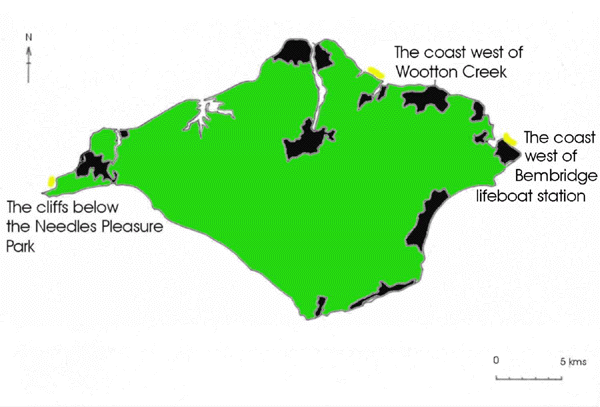 N
The coast west of
Wootton Creek
The coast
west of
Bembridge
lifeboat station
The cliffs below
the Needles Pleasure
Park
0 5 kms